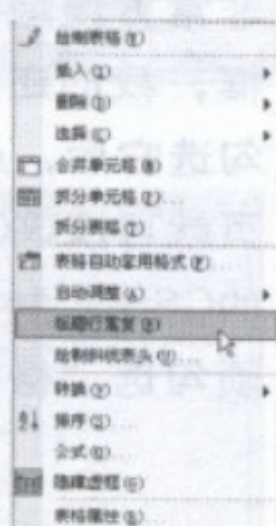 绘制表格(W)
插入(I)
删除(D)
选择(C)
合并单元格(M)
拆分单元格(P)...
拆分表格(T)
表格自动套用格式(F)...
自动调整(A)
标题行重复(H)
绘制斜线表头(U)...
转换(V)
排序(S)...
公式(O)...
隐藏虚框(G)
表格属性(R)...